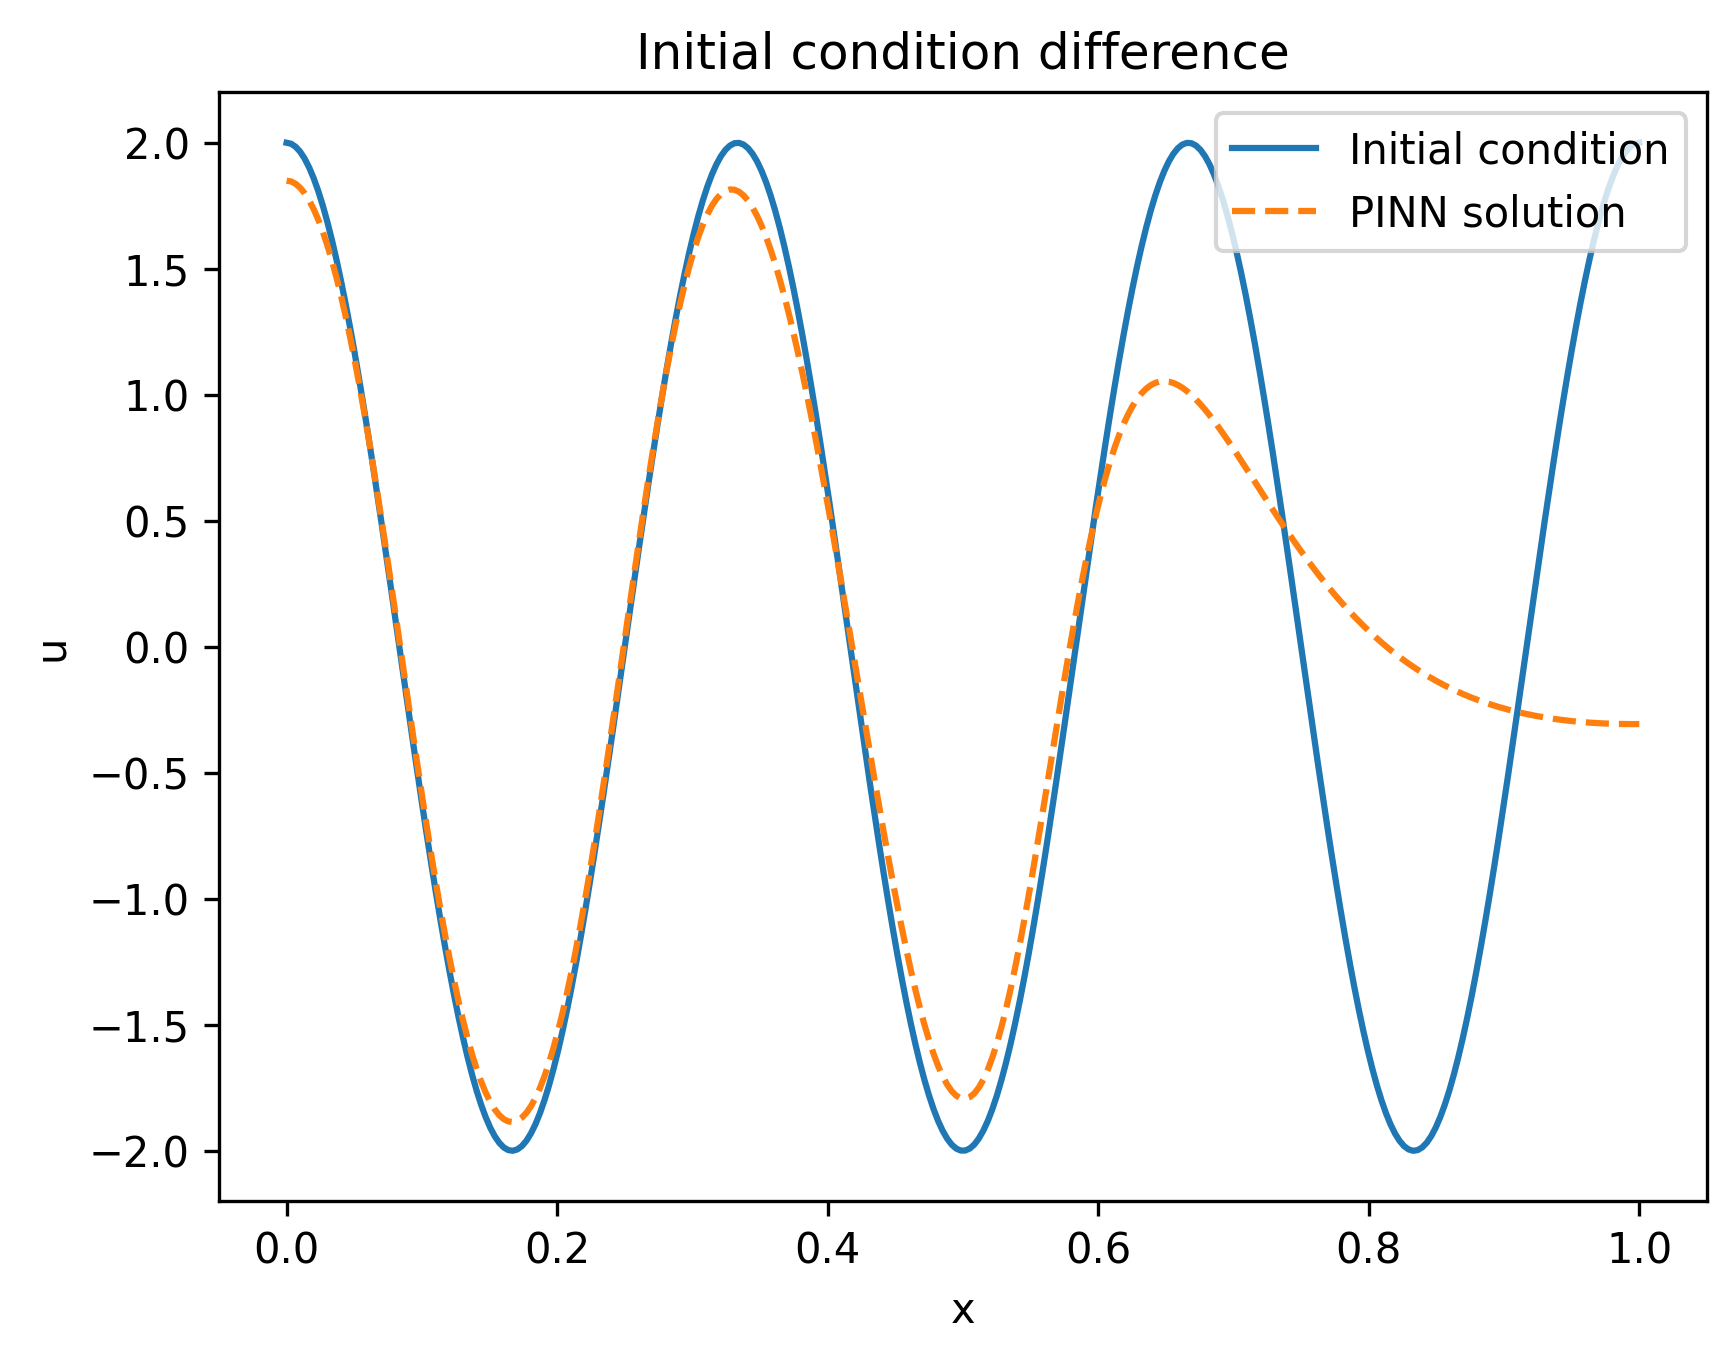 Initial condition difference
Initial condition
PINN solution
2.0
1.5
1.0
0.5
0.0
−0.5
−1.0
−1.5
−2.0
u
0.0 0.2 0.4 0.6 0.8 1.0
x